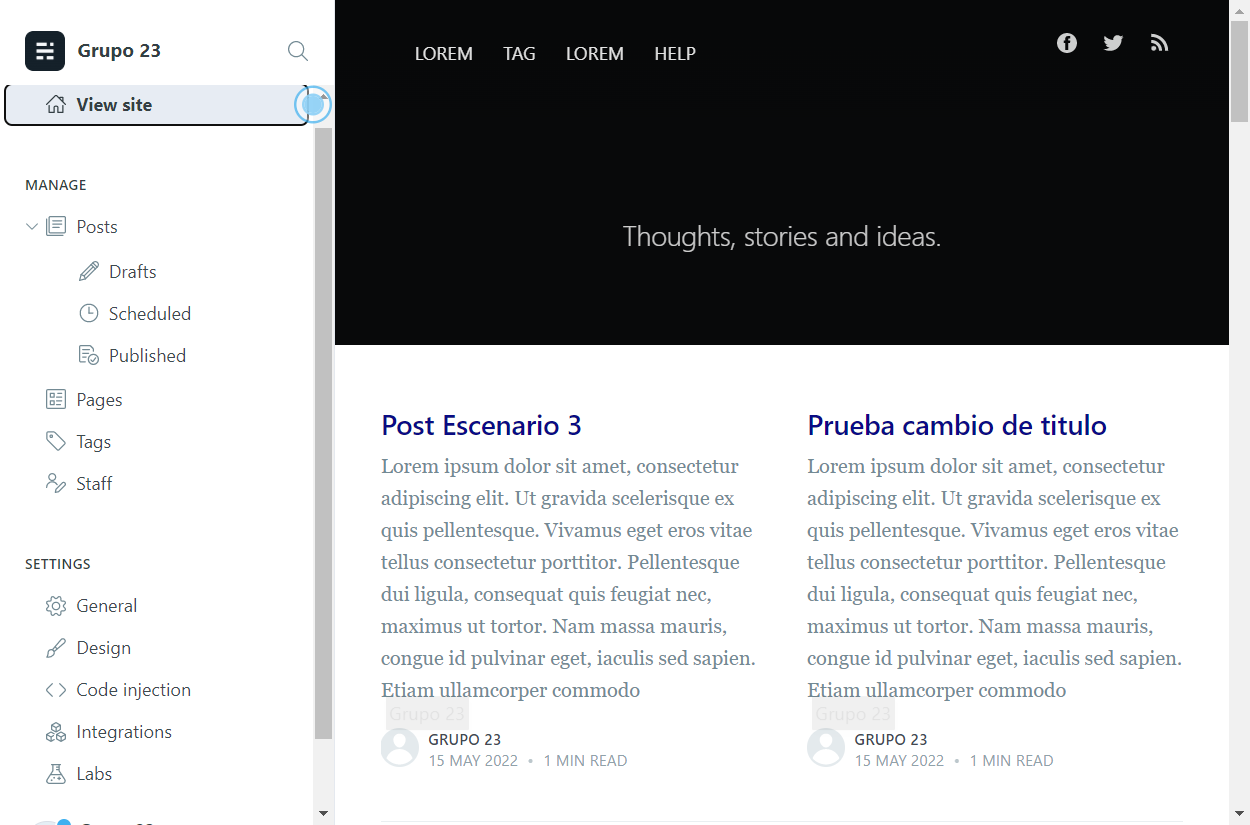 Grupo 23
View site
MANAGE
Posts
Drafts
Scheduled
Published
Pages
Tags
Staff
SETTINGS
General
Design
Code injection
Integrations
Labs
LOREM TAG LOREM HELP
Thoughts, stories and ideas.
Post Escenario 3
Lorem ipsum dolor sit amet, consectetur
adipiscing elit. Ut gravida scelerisque ex
quis pellentesque. Vivamus eget eros vitae
tellus consectetur porttitor. Pellentesque
dui ligula, consequat quis feugiat nec,
maximus ut tortor. Nam massa mauris,
congue id pulvinar eget, iaculis sed sapien.
Etiam ullamcorper commodo
Grupo 23
GRUPO 23
15 MAY 2022 • 1 MIN READ
Prueba cambio de titulo
Lorem ipsum dolor sit amet, consectetur
adipiscing elit. Ut gravida scelerisque ex
quis pellentesque. Vivamus eget eros vitae
tellus consectetur porttitor. Pellentesque
dui ligula, consequat quis feugiat nec,
maximus ut tortor. Nam massa mauris,
congue id pulvinar eget, iaculis sed sapien.
Etiam ullamcorper commodo
Grupo 23
GRUPO 23
15 MAY 2022 • 1 MIN READ